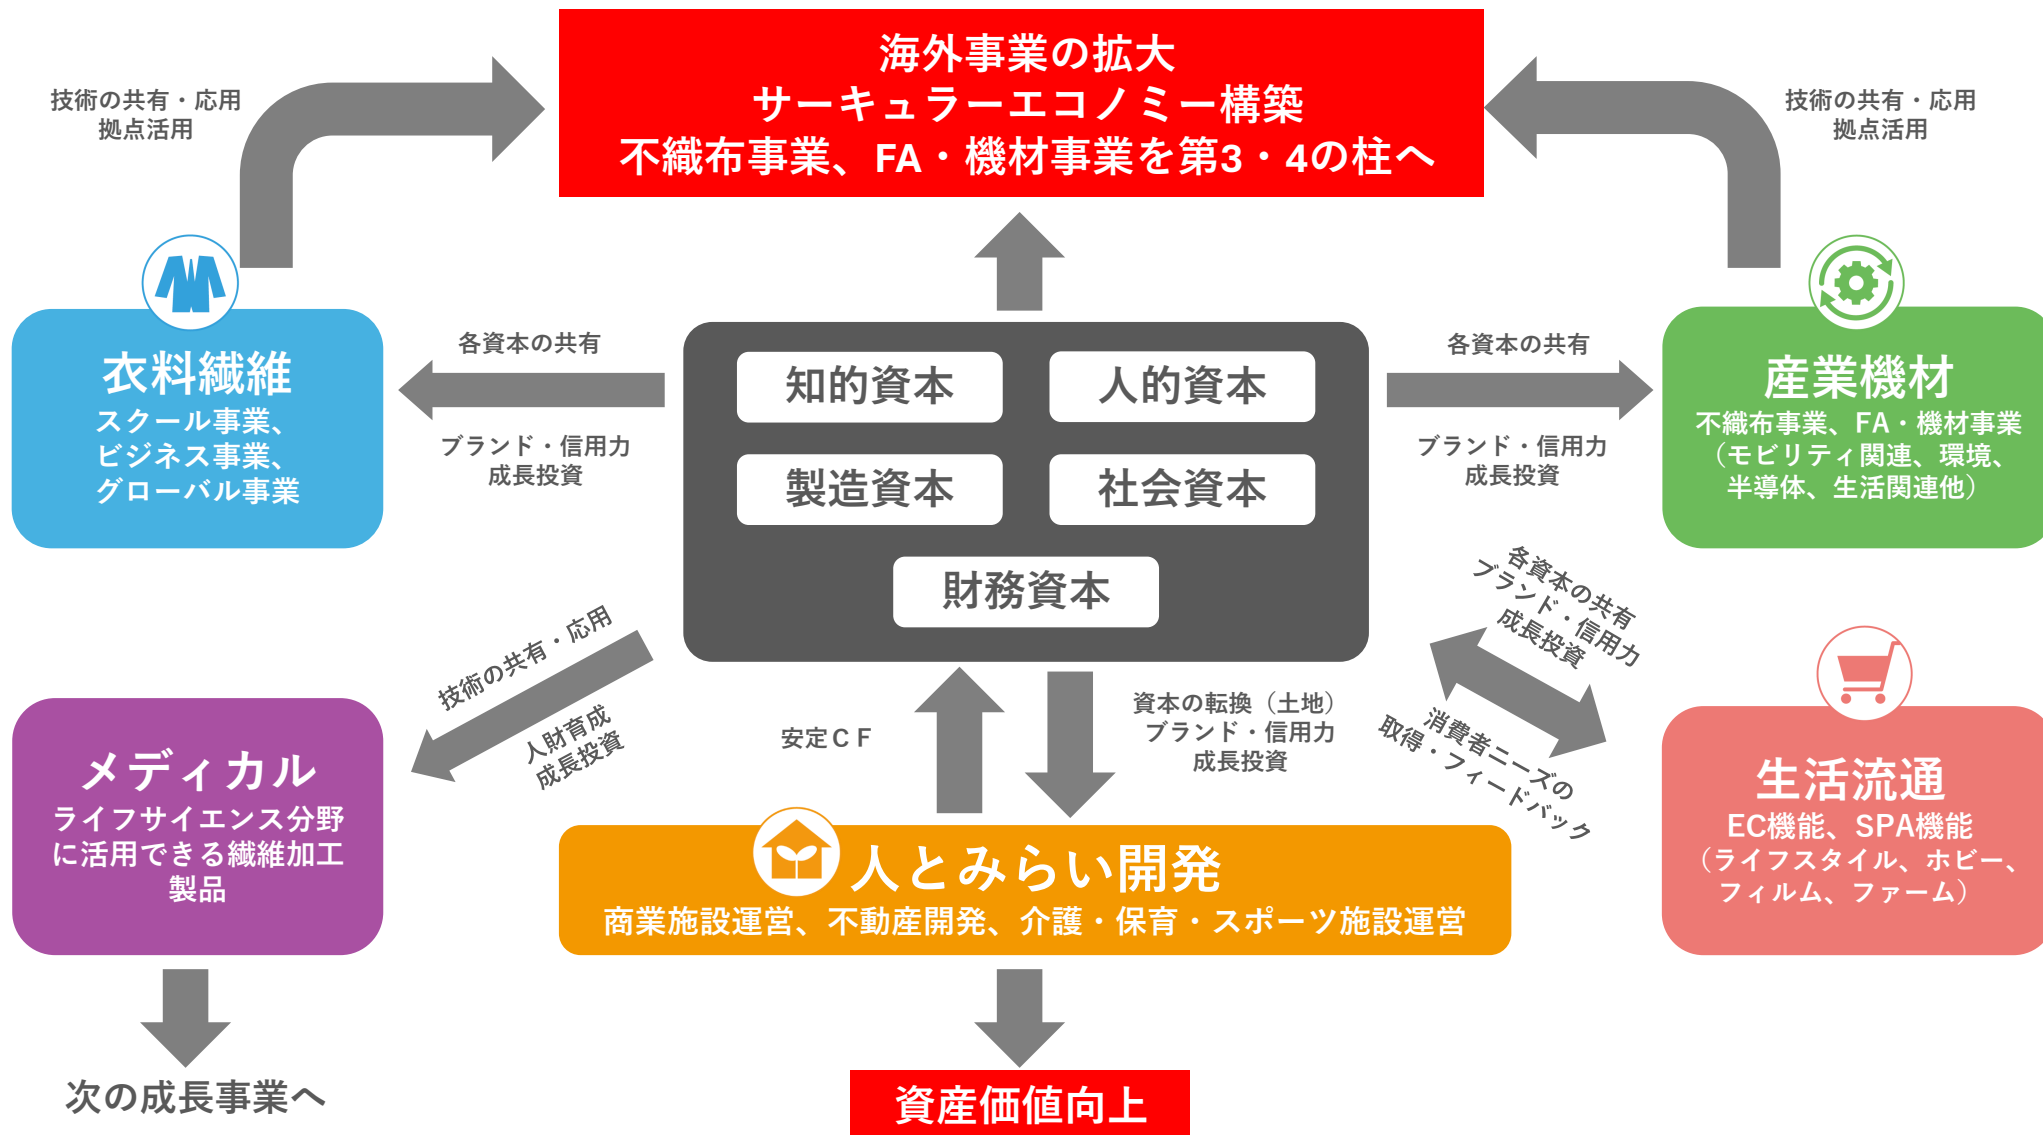 海外事業の拡大
サーキュラーエコノミー構築
不織布事業、FA・機材事業を第3・4の柱へ
技術の共有・応用
拠点活用
技術の共有・応用
拠点活用
衣料繊維
スクール事業、
ビジネス事業、
グローバル事業
各資本の共有
ブランド・信用力
成長投資
知的資本
人的資本
製造資本
社会資本
財務資本
各資本の共有
ブランド・信用力
成長投資
産業機材
不織布事業、FA・機材事業
（モビリティ関連、環境、
半導体、生活関連他）
技術の共有・応用
人財育成
成長投資
安定ＣＦ
資本の転換（土地）
ブランド・信用力
成長投資
各資本の共有
ブランド・信用力
成長投資
消費者ニーズの
取得・フィードバック
メディカル
ライフサイエンス分野
に活用できる繊維加工
製品
人とみらい開発
商業施設運営、不動産開発、介護・保育・スポーツ施設運営
生活流通
EC機能、SPA機能
（ライフスタイル、ホビー、
フィルム、ファーム）
次の成長事業へ
資産価値向上